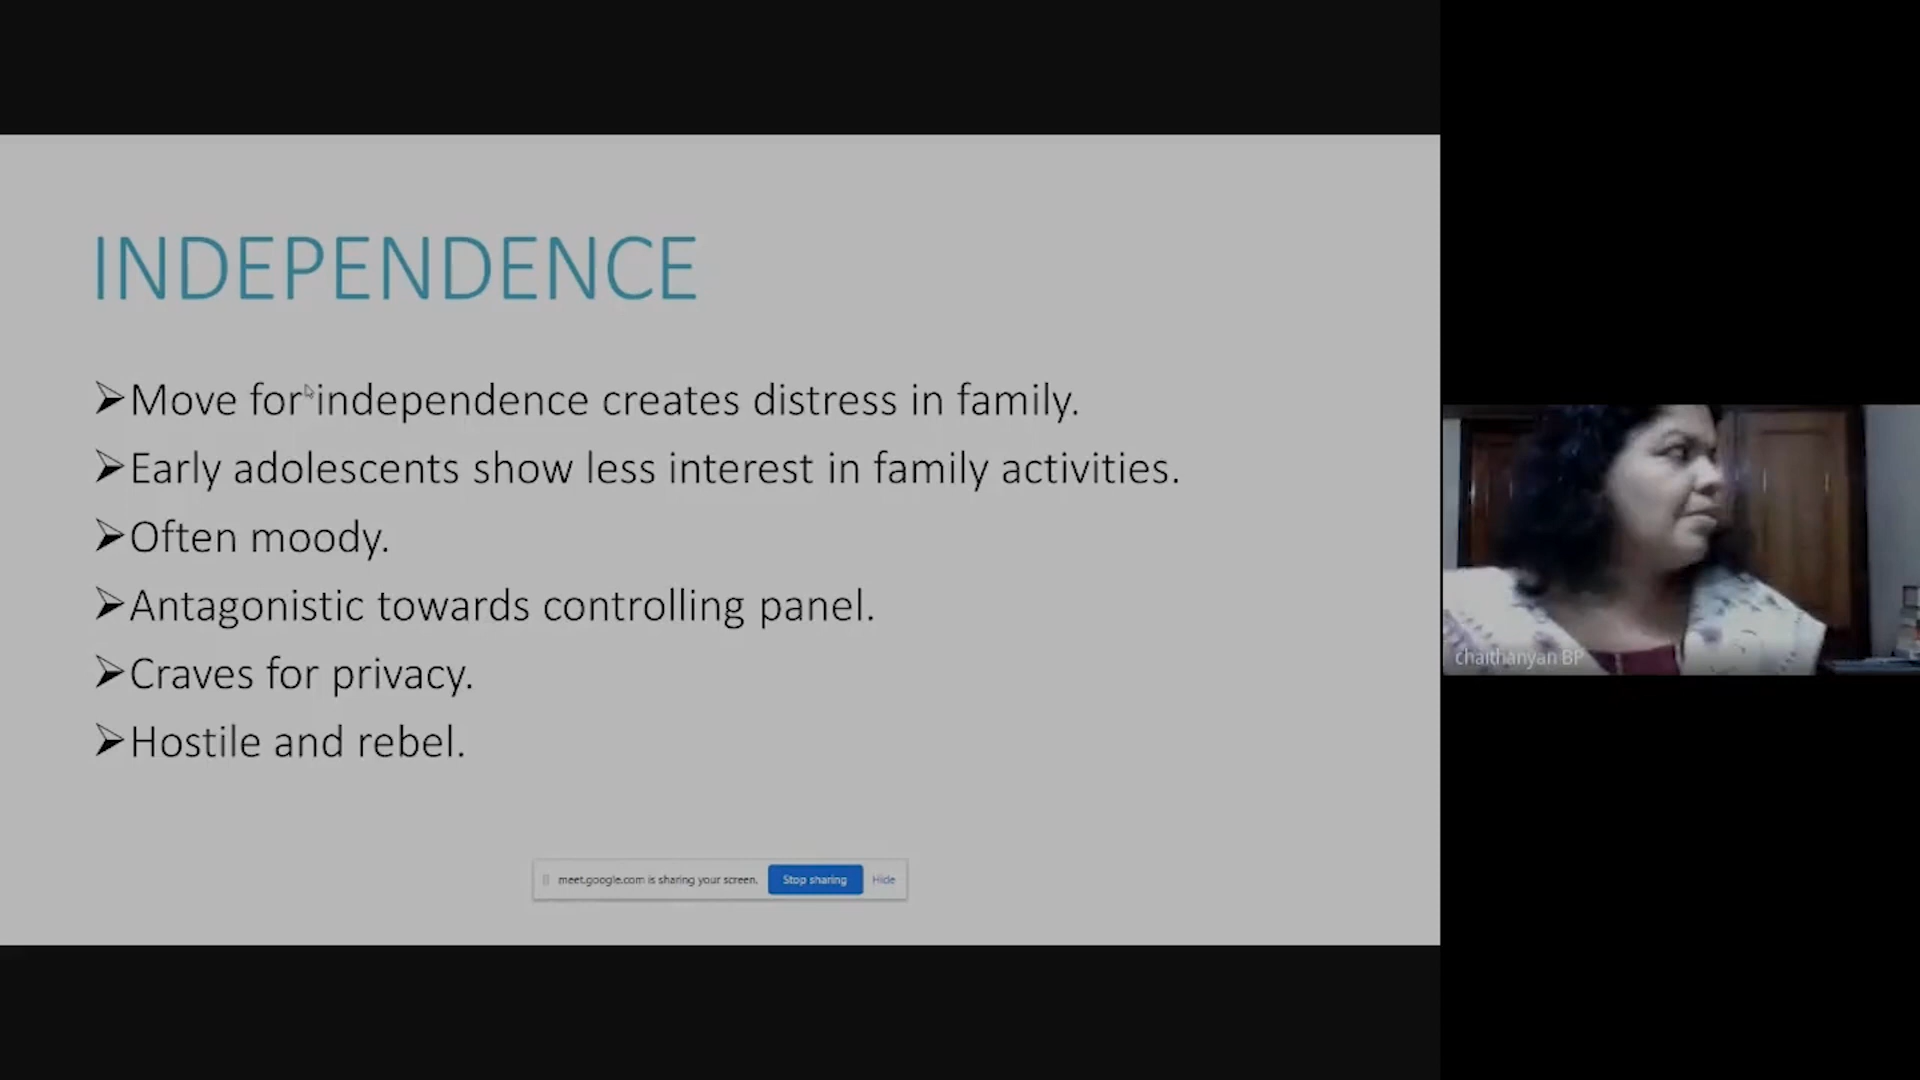 INDEPENDENCE
➢Move for independence creates distress in family.
➢Early adolescents show less interest in family activities.
➢Often moody.
➢Antagonistic towards controlling panel.
➢Craves for privacy.
➢Hostile and rebel.
meet.google.com is sharing your screen. Stop sharing Hide
chaithanyan BP